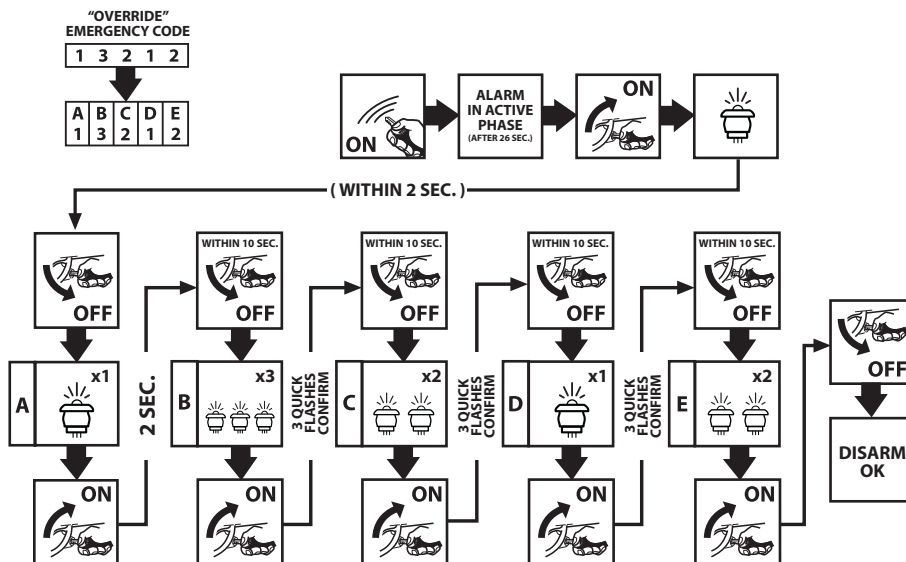 “OVERRIDE”
EMERGENCY CODE
1 3 2 1 2
A B C D E
1 3 2 1 2
ON
ALARM
IN ACTIVE
PHASE
(AFTER 26 SEC.)
ON
( WITHIN 2 SEC. )
OFF
WITHIN 10 SEC.
OFF
WITHIN 10 SEC.
OFF
WITHIN 10 SEC.
OFF
WITHIN 10 SEC.
OFF
OFF
A
x1
2 SEC.
B
x3
3 QUICK
FLASHES
CONFIRM
C
x2
3 QUICK
FLASHES
CONFIRM
D
x1
3 QUICK
FLASHES
CONFIRM
E
x2
DISARM
OK
ON
ON
ON
ON
ON